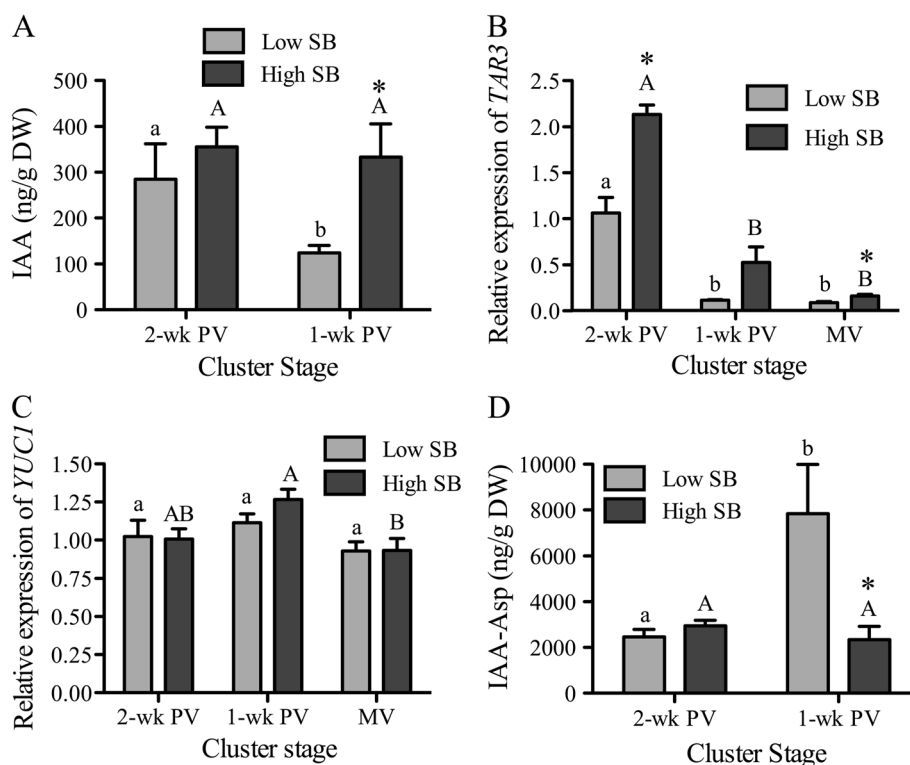 A
Low SB
High SB
IAA (ng/g DW)
500
400
300
200
100
0
a
A
b
*
A
2-wk PV
1-wk PV
Cluster Stage
B
Low SB
High SB
Relative expression of TAR3
2.5
2.0
1.5
1.0
0.5
0.0
a
*
A
b
B
b
*
B
2-wk PV
1-wk PV
MV
Cluster stage
C
Low SB
High SB
Relative expression of YUC1
1.50
1.25
1.00
0.75
0.50
0.25
0.00
a
AB
a
A
a
B
2-wk PV
1-wk PV
MV
Cluster stage
D
Low SB
High SB
IAA-Asp (ng/g DW)
10000
8000
6000
4000
2000
0
a
A
b
*
A
2-wk PV
1-wk PV
Cluster Stage